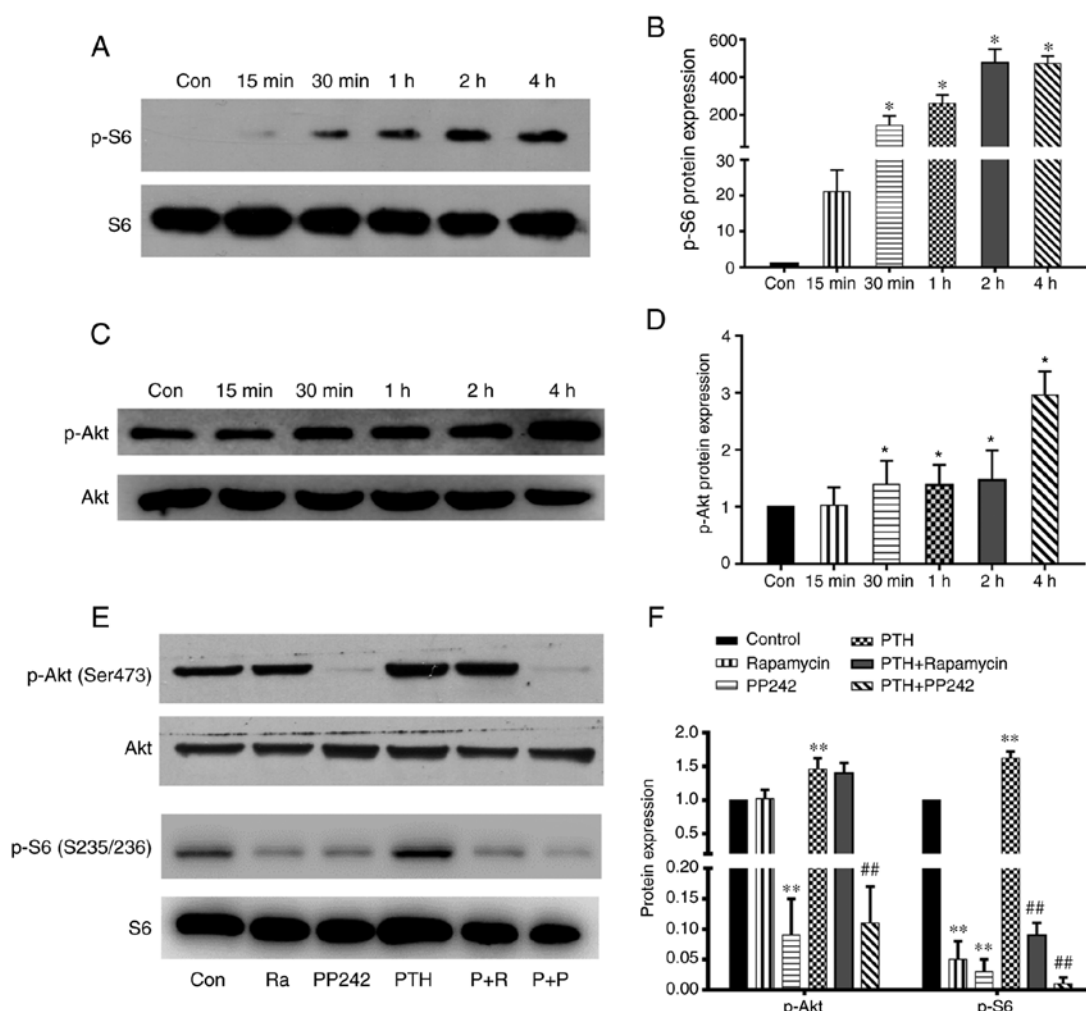 A
Con 15 min 30 min 1 h 2 h 4 h
p-S6
S6
B
p-S6 protein expression
600
400
200
30
20
10
0
* * * *
Con 15 min 30 min 1 h 2 h 4 h
C
Con 15 min 30 min 1 h 2 h 4 h
p-Akt
Akt
D
p-Akt protein expression
4
3
2
1
0
* * * *
Con 15 min 30 min 1 h 2 h 4 h
E
p-Akt (Ser473)
Akt
p-S6 (S235/236)
S6
Con Ra PP242 PTH P+R P+P
F
Control PTH
Rapamycin PTH+Rapamycin
PP242 PTH+PP242
Protein expression
2.0
1.5
1.0
0.5
0.20
0.15
0.10
0.05
0.00
** ** ## ** ** ** ## ##
p-Akt p-S6